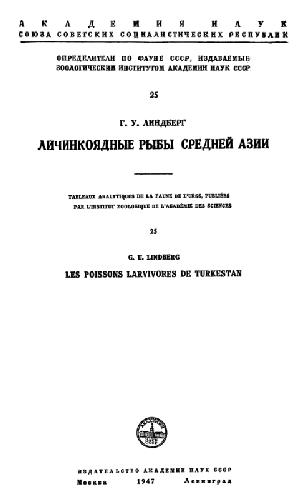 АКАДЕМИЯ НАУК
СОЮЗА СОВЕТСКИХ СОЦИАЛИСТИЧЕСКИХ РЕСПУБЛИК
ОПРЕДЕЛИТЕЛИ ПО ФАУНЕ СССР, ИЗДАВАЕМЫЕ
ЗООЛОГИЧЕСКИМ ИНСТИТУТОМ АКАДЕМИИ НАУК СССР
25
Г. У. ЛИНДБЕРГ
ЛИЧИНКОЯДНЫЕ РЫБЫ СРЕДНЕЙ АЗИИ
TABLEAUX ANALYTIQUES DE LA FAUNE DE L'URSS, PUBLIÉS
PAR L'INSTITUT ZOOLOGIQUE DE L'ACADÉMIE DES SCIENCES
25
G. E. LINDBERG
LES POISSONS LARVIVORES DE TURKESTAN
ИЗДАТЕЛЬСТВО АКАДЕМИИ НАУК СССР
Москва 1947 Ленинград